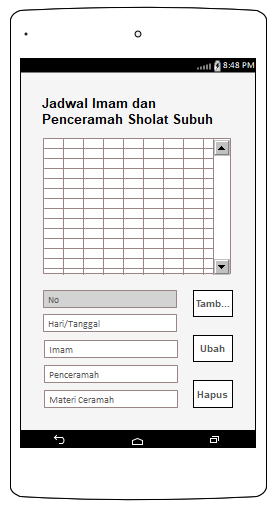 8:48 PM
Jadwal Imam dan
Penceramah Sholat Subuh
No
Tamb...
Hari/Tanggal
Imam
Ubah
Penceramah
Materi Ceramah
Hapus